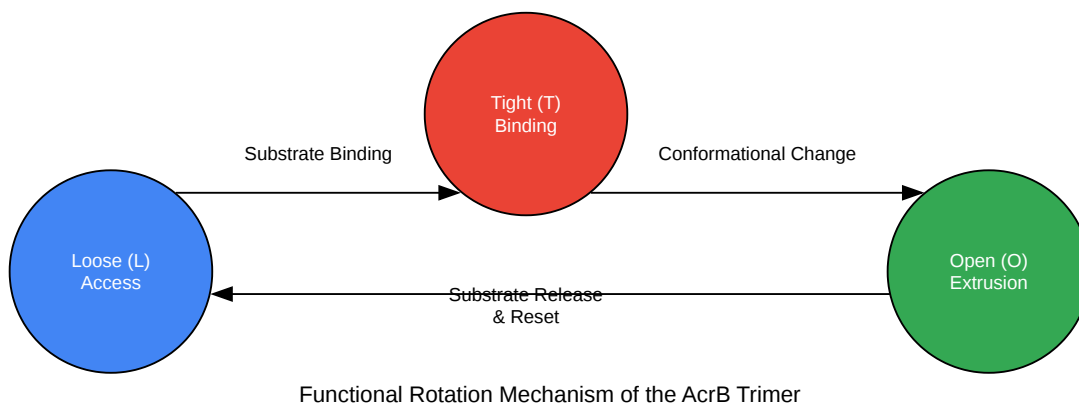 Tight (T)
Binding
Substrate Binding
Conformational Change
Loose (L)
Access
Open (O)
Extrusion
Substrate Release
& Reset
Functional Rotation Mechanism of the AcrB Trimer